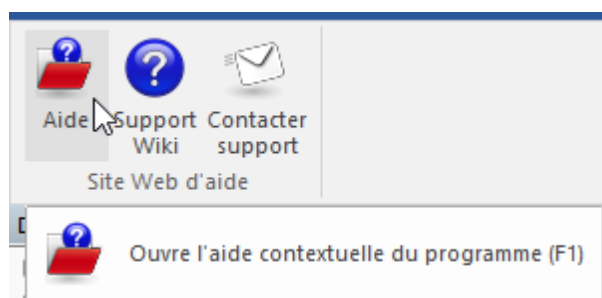 Aide Support Contacter
Wiki support
Site Web d'aide
Ouvre l'aide contextuelle du programme (F1)